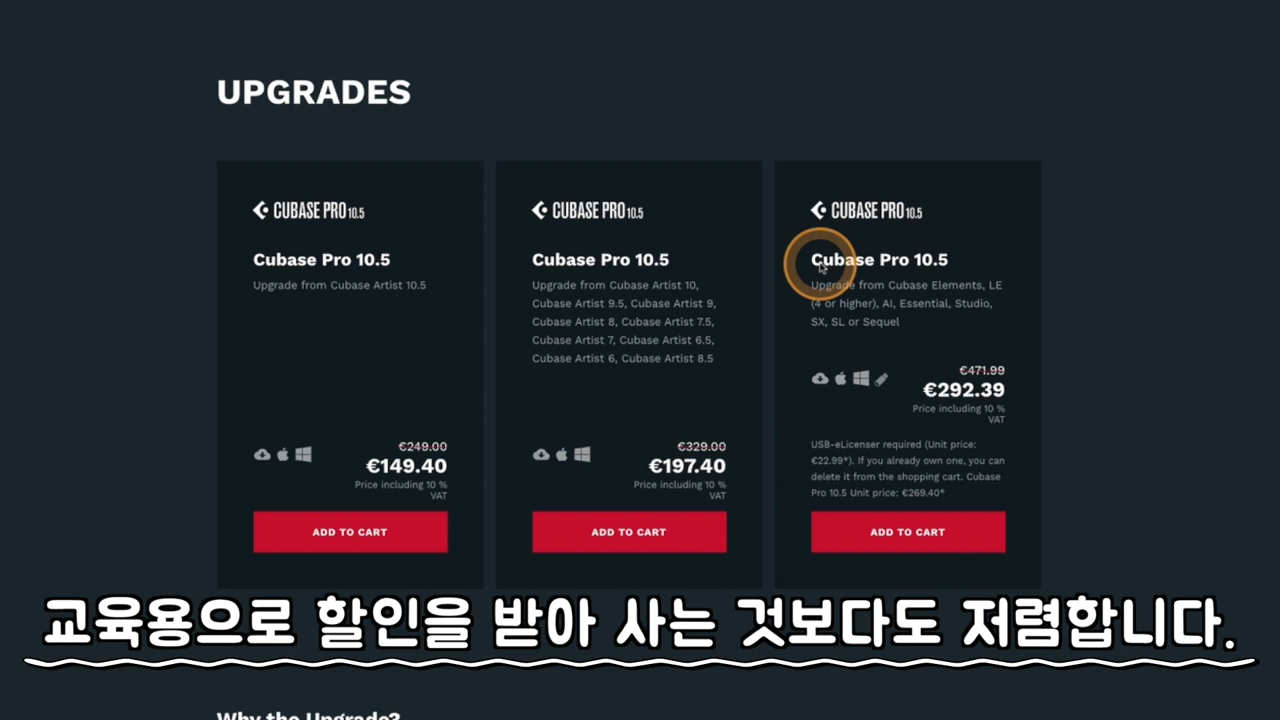 UPGRADES
CUBASE PRO 10.5
Cubase Pro 10.5
Upgrade from Cubase Artist 10.5
€249.00
€149.40
Price including 10 %
VAT
ADD TO CART
CUBASE PRO 10.5
Cubase Pro 10.5
Upgrade from Cubase Artist 10,
Cubase Artist 9.5, Cubase Artist 9,
Cubase Artist 8, Cubase Artist 7.5,
Cubase Artist 7, Cubase Artist 6.5,
Cubase Artist 6, Cubase Artist 8.5
€329.00
€197.40
Price including 10 %
VAT
ADD TO CART
CUBASE PRO 10.5
Cubase Pro 10.5
Upgrade from Cubase Elements, LE
(4 or higher), AI, Essential, Studio,
SX, SL or Sequel
€471.99
€292.39
Price including 10 %
VAT
USB-eLicenser required (Unit price:
€22.99*). If you already own one, you can
delete it from the shopping cart. Cubase
Pro 10.5 Unit price: €269.40*
ADD TO CART
교육용으로 할인을 받아 사는 것보다도 저렴합니다.
Why the Upgrade?